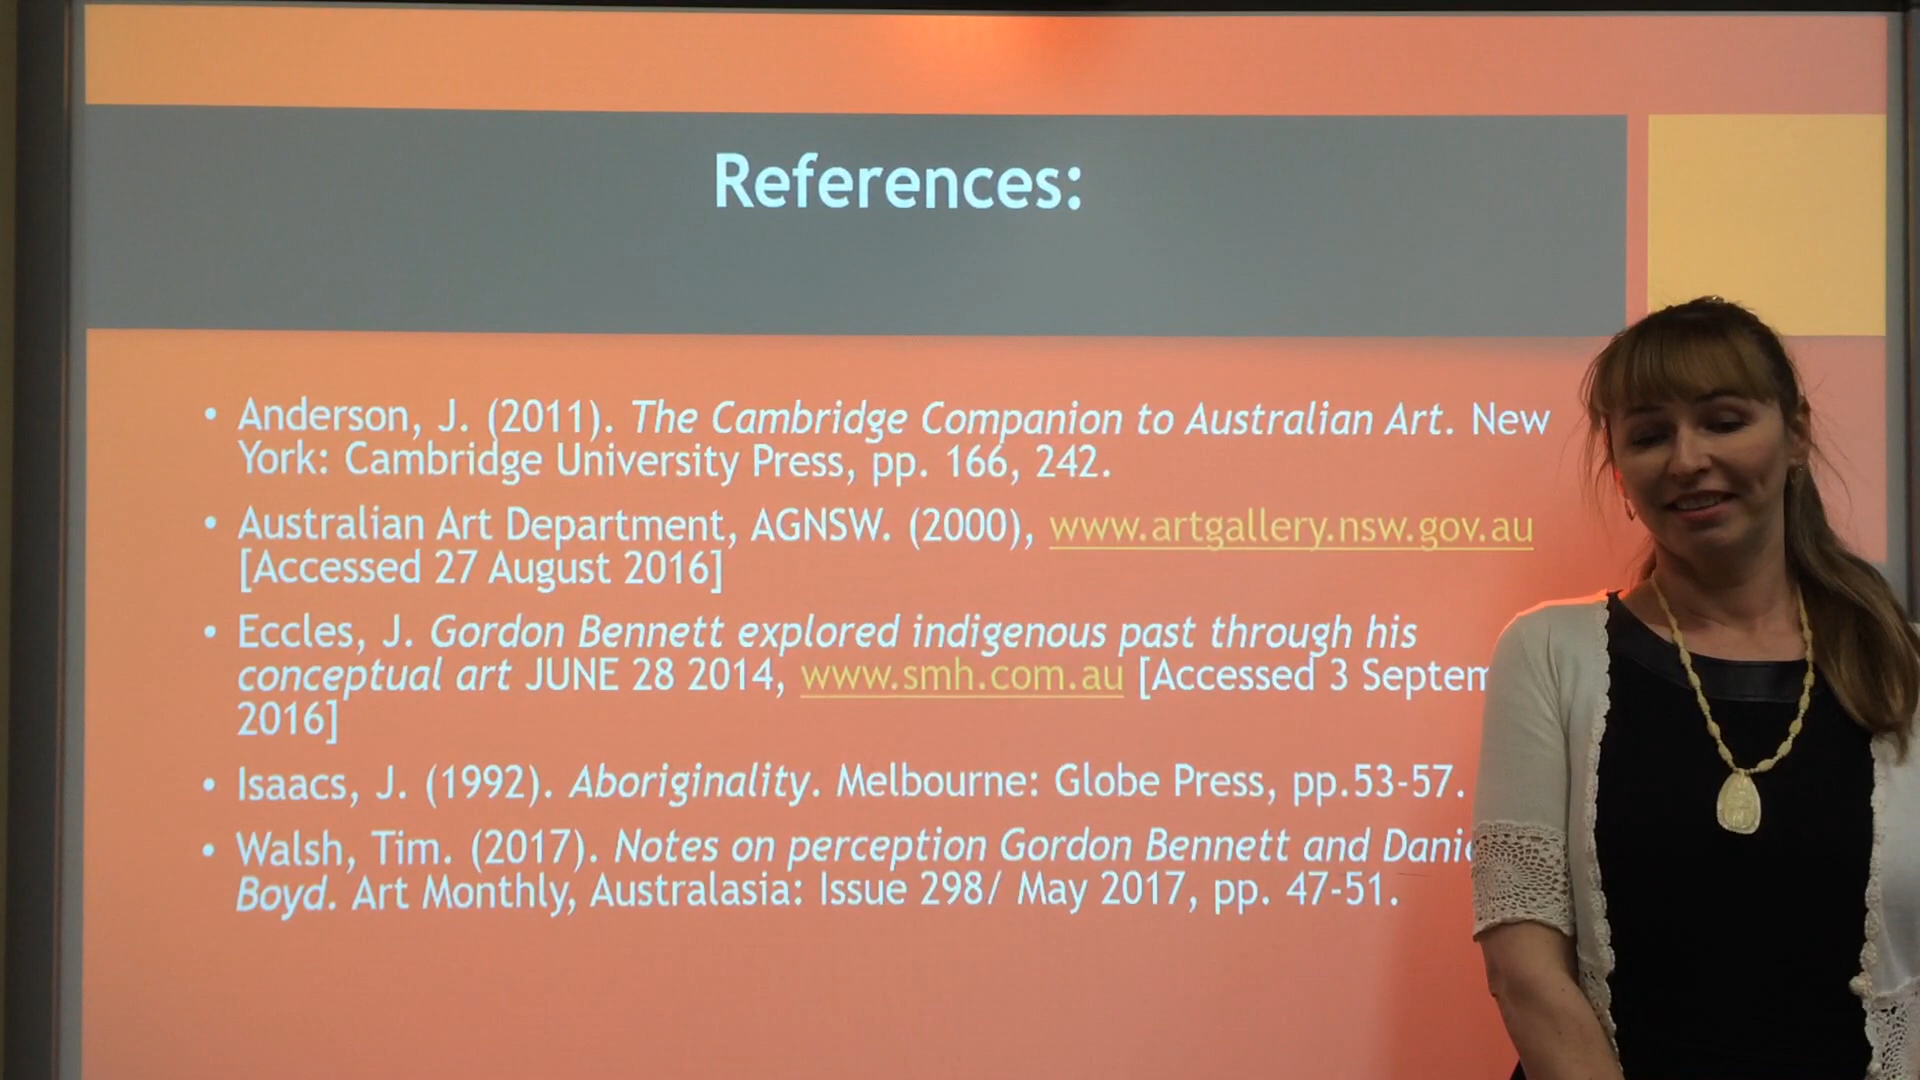 References:
• Anderson, J. (2011). The Cambridge Companion to Australian Art. New
York: Cambridge University Press, pp. 166, 242.
• Australian Art Department, AGNSW. (2000), www.artgallery.nsw.gov.au
[Accessed 27 August 2016]
• Eccles, J. Gordon Bennett explored indigenous past through his
conceptual art JUNE 28 2014, www.smh.com.au [Accessed 3 Septem
2016]
• Isaacs, J. (1992). Aboriginality. Melbourne: Globe Press, pp.53-57.
• Walsh, Tim. (2017). Notes on perception Gordon Bennett and Danie
Boyd. Art Monthly, Australasia: Issue 298/ May 2017, pp. 47-51.